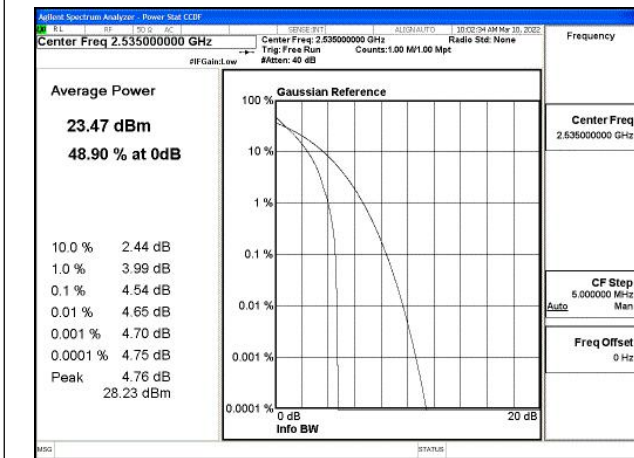 Agilent Spectrum Analyzer - Power Stat CCDF
RL RF 50 Ω AC SENSE:INT ALIGN AUTO 10:02:34 AM Mar 10, 2022
Center Freq 2.535000000 GHz
Center Freq: 2.535000000 GHz Radio Std: None
Trig: Free Run Counts:1.00 M/1.00 Mpt
#IFGain:Low #Atten: 40 dB
Frequency
Average Power
23.47 dBm
48.90 % at 0dB
10.0 % 2.44 dB
1.0 % 3.99 dB
0.1 % 4.54 dB
0.01 % 4.65 dB
0.001 % 4.70 dB
0.0001 % 4.75 dB
Peak 4.76 dB
28.23 dBm
Gaussian Reference
100 %
10 %
1 %
0.1 %
0.01 %
0.001 %
0.0001 %
0 dB 20 dB
Info BW
Center Freq
2.535000000 GHz
CF Step
5.000000 MHz
Auto Man
Freq Offset
0 Hz
MSG STATUS